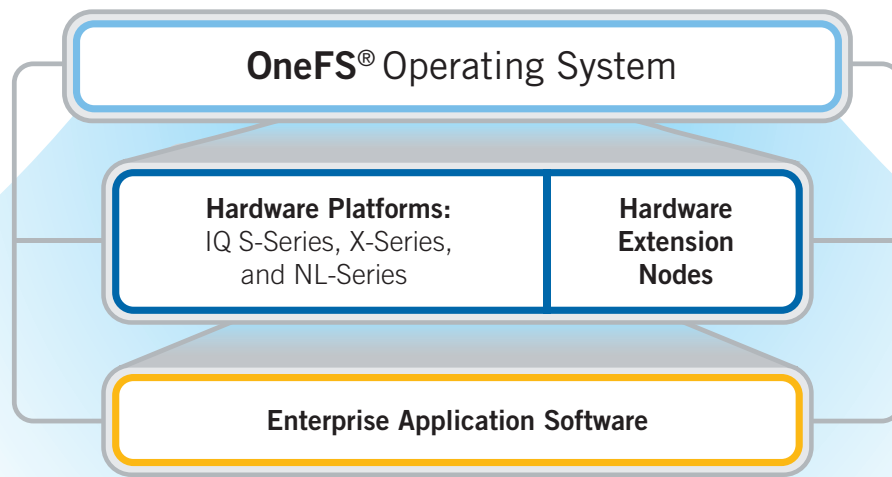 OneFS® Operating System
Hardware Platforms:
IQ S-Series, X-Series,
and NL-Series
Hardware
Extension
Nodes
Enterprise Application Software